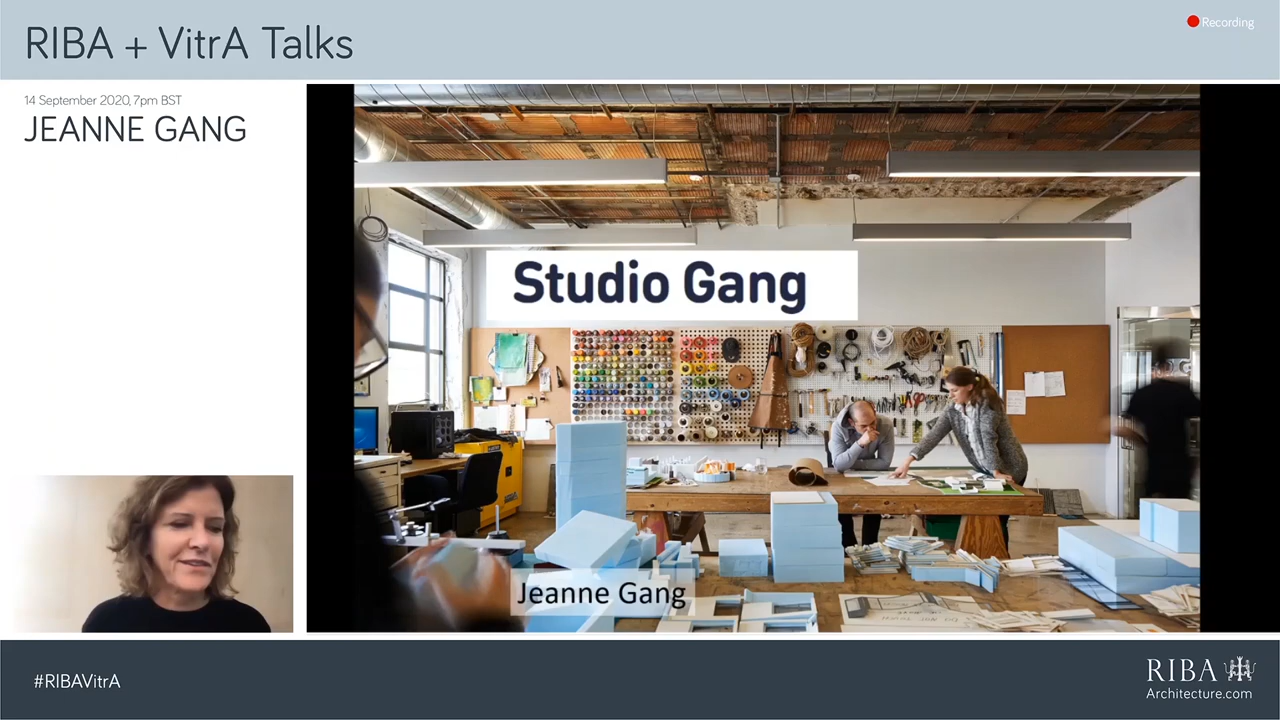 RIBA + VitrA Talks
Recording
14 September 2020, 7pm BST
JEANNE GANG
Studio Gang
Jeanne Gang
#RIBAVitrA
RIBA
Architecture.com